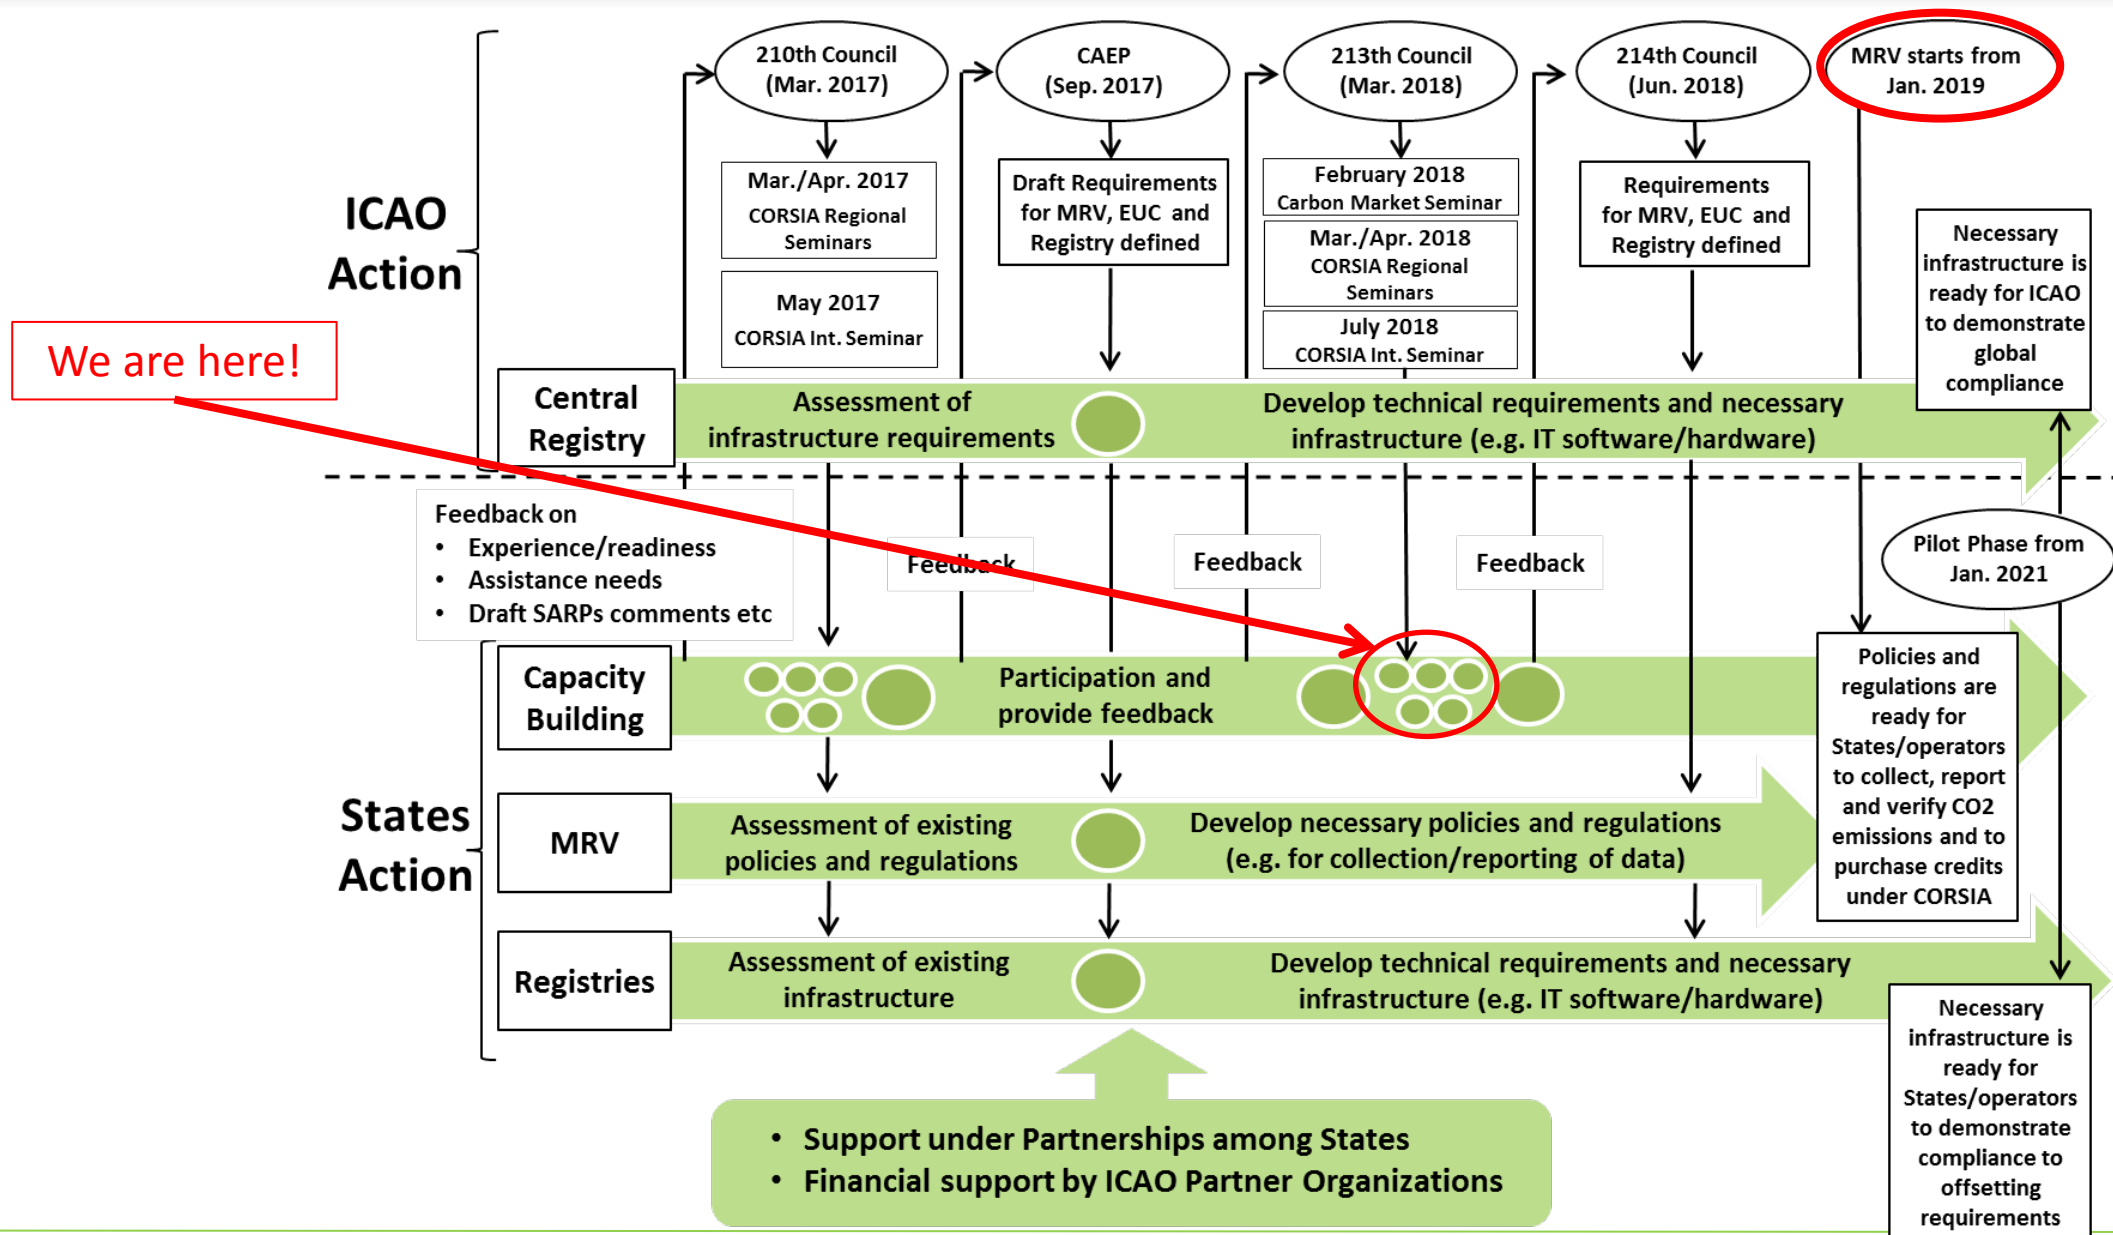 210th Council
(Mar. 2017)
CAEP
(Sep. 2017)
213th Council
(Mar. 2018)
214th Council
(Jun. 2018)
MRV starts from
Jan. 2019
ICAO
Action
Mar./Apr. 2017
CORSIA Regional
Seminars
May 2017
CORSIA Int. Seminar
Draft Requirements
for MRV, EUC and
Registry defined
February 2018
Carbon Market Seminar
Mar./Apr. 2018
CORSIA Regional
Seminars
July 2018
CORSIA Int. Seminar
Requirements
for MRV, EUC and
Registry defined
Necessary
infrastructure is
ready for ICAO
to demonstrate
global
compliance
We are here!
Central
Registry
Assessment of
infrastructure requirements
Develop technical requirements and necessary
infrastructure (e.g. IT software/hardware)
Feedback on
• Experience/readiness
• Assistance needs
• Draft SARPs comments etc
Feedback
Feedback
Feedback
Pilot Phase from
Jan. 2021
States
Action
Capacity
Building
Participation and
provide feedback
Policies and
regulations are
ready for
States/operators
to collect, report
and verify CO2
emissions and to
purchase credits
under CORSIA
MRV
Assessment of existing
policies and regulations
Develop necessary policies and regulations
(e.g. for collection/reporting of data)
Registries
Assessment of existing
infrastructure
Develop technical requirements and necessary
infrastructure (e.g. IT software/hardware)
Necessary
infrastructure is
ready for
States/operators
to demonstrate
compliance to
offsetting
requirements
• Support under Partnerships among States
• Financial support by ICAO Partner Organizations